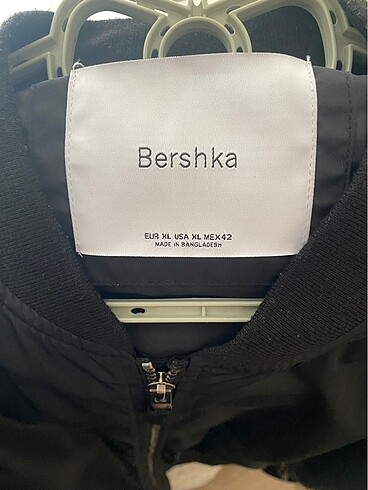 Bershka
EUR XL USA XL MEX42
MADE IN BANGLADESH